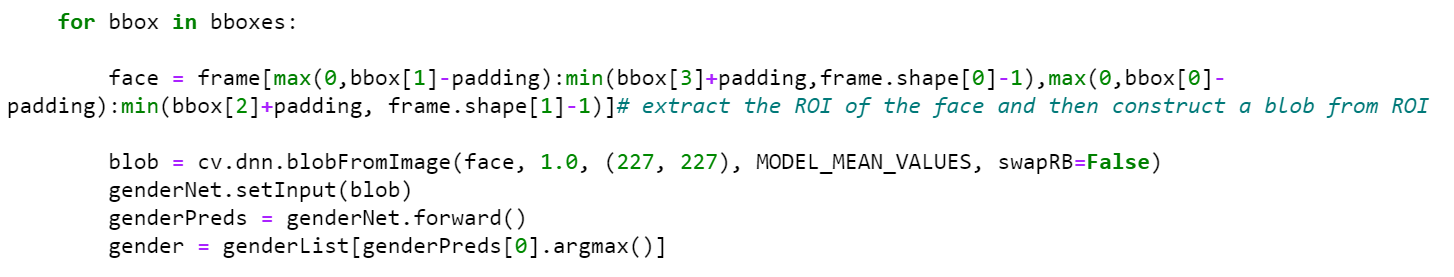 for bbox in bboxes:
face = frame[max(0,bbox[1]-padding):min(bbox[3]+padding,frame.shape[0]-1),max(0,bbox[0]-
padding):min(bbox[2]+padding, frame.shape[1]-1)]# extract the ROI of the face and then construct a blob from ROI
blob = cv.dnn.blobFromImage(face, 1.0, (227, 227), MODEL_MEAN_VALUES, swapRB=False)
genderNet.setInput(blob)
genderPreds = genderNet.forward()
gender = genderList[genderPreds[0].argmax()]